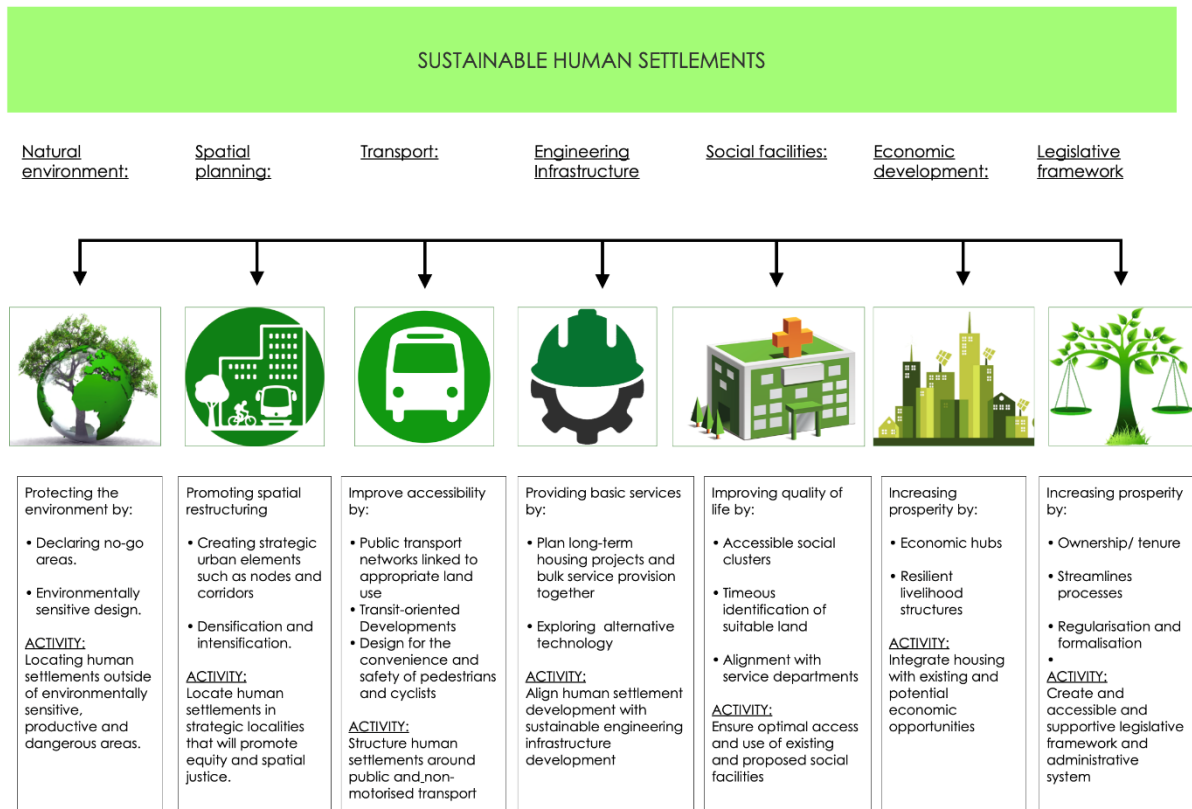 SUSTAINABLE HUMAN SETTLEMENTS
Natural
environment:
Spatial
planning:
Transport:
Engineering
Infrastructure
Social facilities:
Economic
development:
Legislative
framework
Protecting the
environment by:
• Declaring no-go
areas.
• Environmentally
sensitive design.
ACTIVITY:
Locating human
settlements outside
of environmentally
sensitive,
productive and
dangerous areas.
Promoting spatial
restructuring
• Creating strategic
urban elements
such as nodes and
corridors
• Densification and
intensification.
ACTIVITY:
Locate human
settlements in
strategic localities
that will promote
equity and spatial
justice.
Improve accessibility
by:
• Public transport
networks linked to
appropriate land
use
• Transit-oriented
Developments
• Design for the
convenience and
safety of pedestrians
and cyclists
ACTIVITY:
Structure human
settlements around
public and non-
motorised transport
Providing basic services
by:
• Plan long-term
housing projects and
bulk service provision
together
• Exploring alternative
technology
ACTIVITY:
Align human settlement
development with
sustainable engineering
infrastructure
development
Improving quality of
life by:
• Accessible social
clusters
• Timeous
identification of
suitable land
• Alignment with
service departments
ACTIVITY:
Ensure optimal access
and use of existing
and proposed social
facilities
Increasing
prosperity by:
• Economic hubs
• Resilient
livelihood
structures
ACTIVITY:
Integrate housing
with existing and
potential
economic
opportunities
Increasing prosperity
by:
• Ownership/ tenure
• Streamlines
processes
• Regularisation and
formalisation
•
ACTIVITY:
Create and
accessible and
supportive legislative
framework and
administrative
system